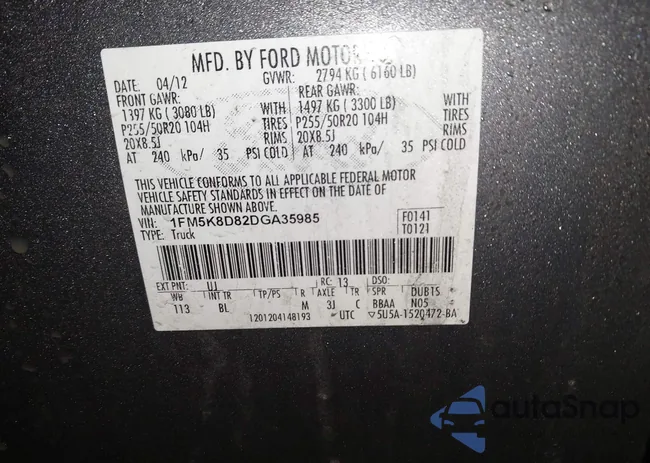 MFD. BY FORD MOTOR CO.
DATE: 04/12 GVWR: 2794 KG ( 6160 LB)
FRONT GAWR: REAR GAWR:
1397 KG ( 3080 LB) WITH 1497 KG ( 3300 LB) WITH
P255/50R20 104H TIRES P255/50R20 104H TIRES
20X8.5J RIMS 20X8.5J RIMS
AT 240 kPa/ 35 PSI COLD AT 240 kPa/ 35 PSI COLD
THIS VEHICLE CONFORMS TO ALL APPLICABLE FEDERAL MOTOR
VEHICLE SAFETY STANDARDS IN EFFECT ON THE DATE OF
MANUFACTURE SHOWN ABOVE.
VIN: 1FM5K8D82DGA35985 F0141
TYPE: Truck T0121
EXT PNT: UJ RC: 13 DSO:
WB INT TR TP/PS R AXLE TR SPR DUB15
113 BL M 3J C BBAA N05
1201204148193 UTC ▽5U5A-1520472-BA
autoSnap